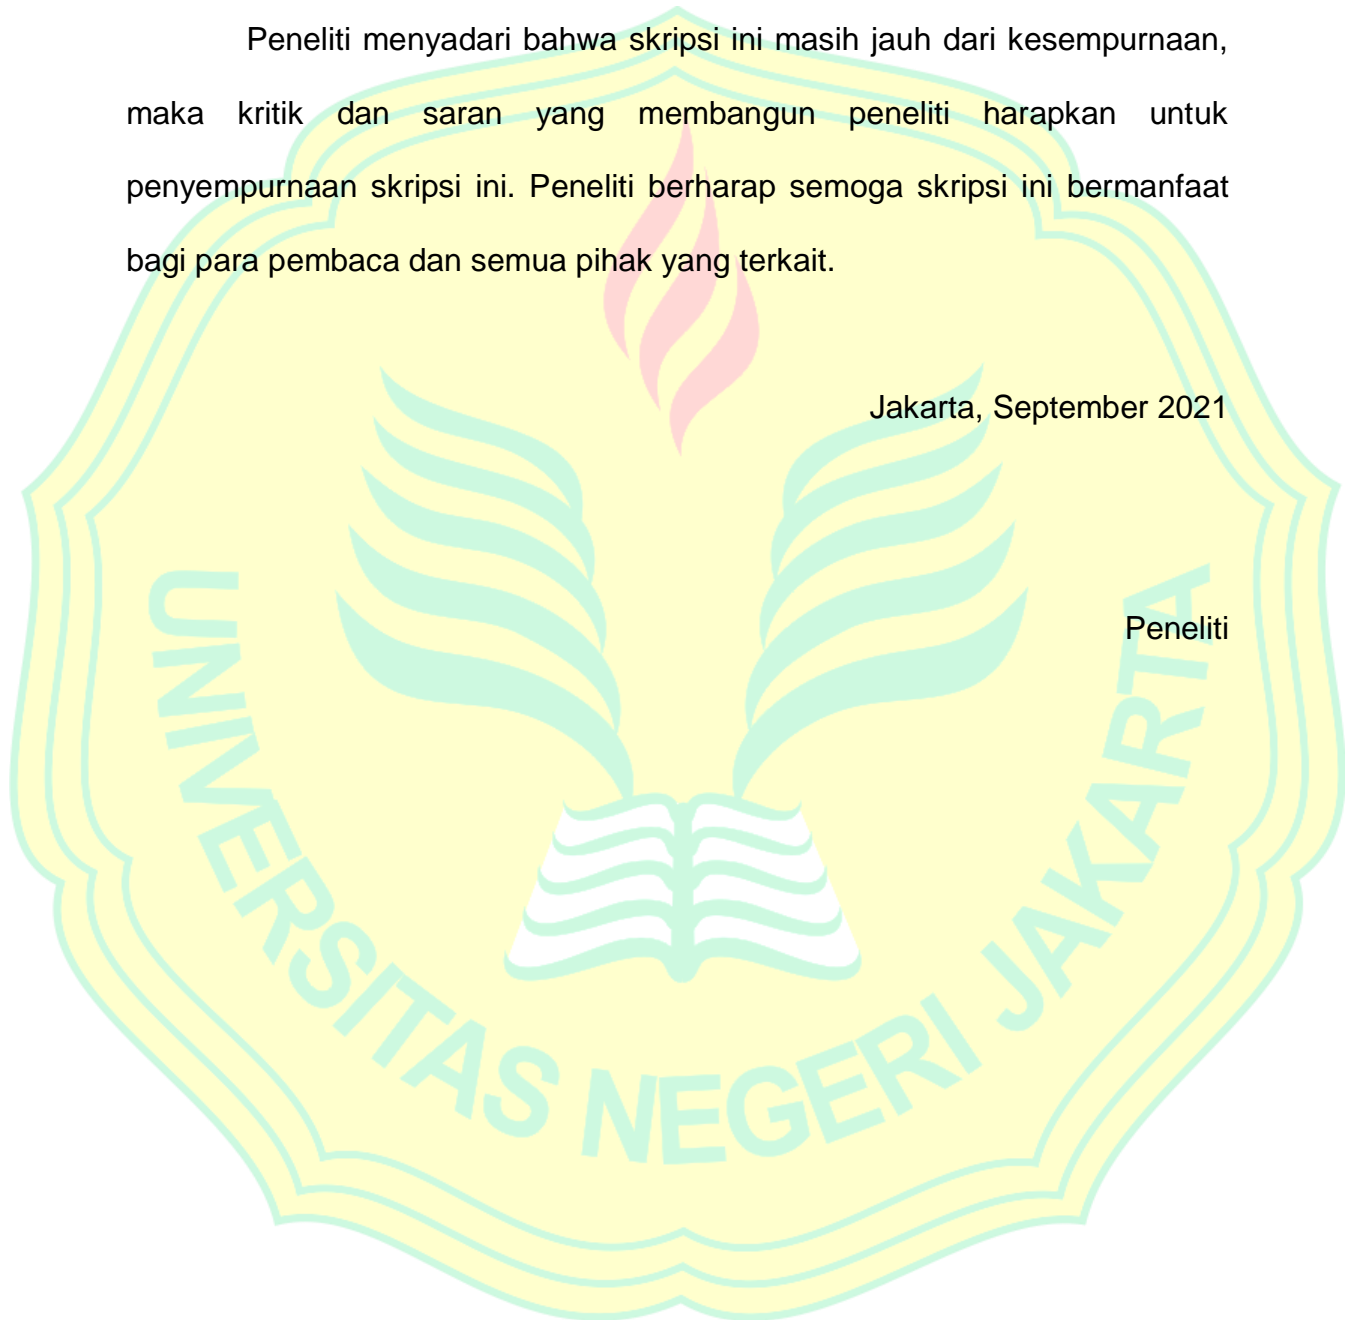 Peneliti menyadari bahwa skripsi ini masih jauh dari kesempurnaan,
maka kritik dan saran yang membangun peneliti harapkan untuk
penyempurnaan skripsi ini. Peneliti berharap semoga skripsi ini bermanfaat
bagi para pembaca dan semua pihak yang terkait.
Jakarta, September 2021
Peneliti
UNIVERSITAS NEGERI JAKARTA